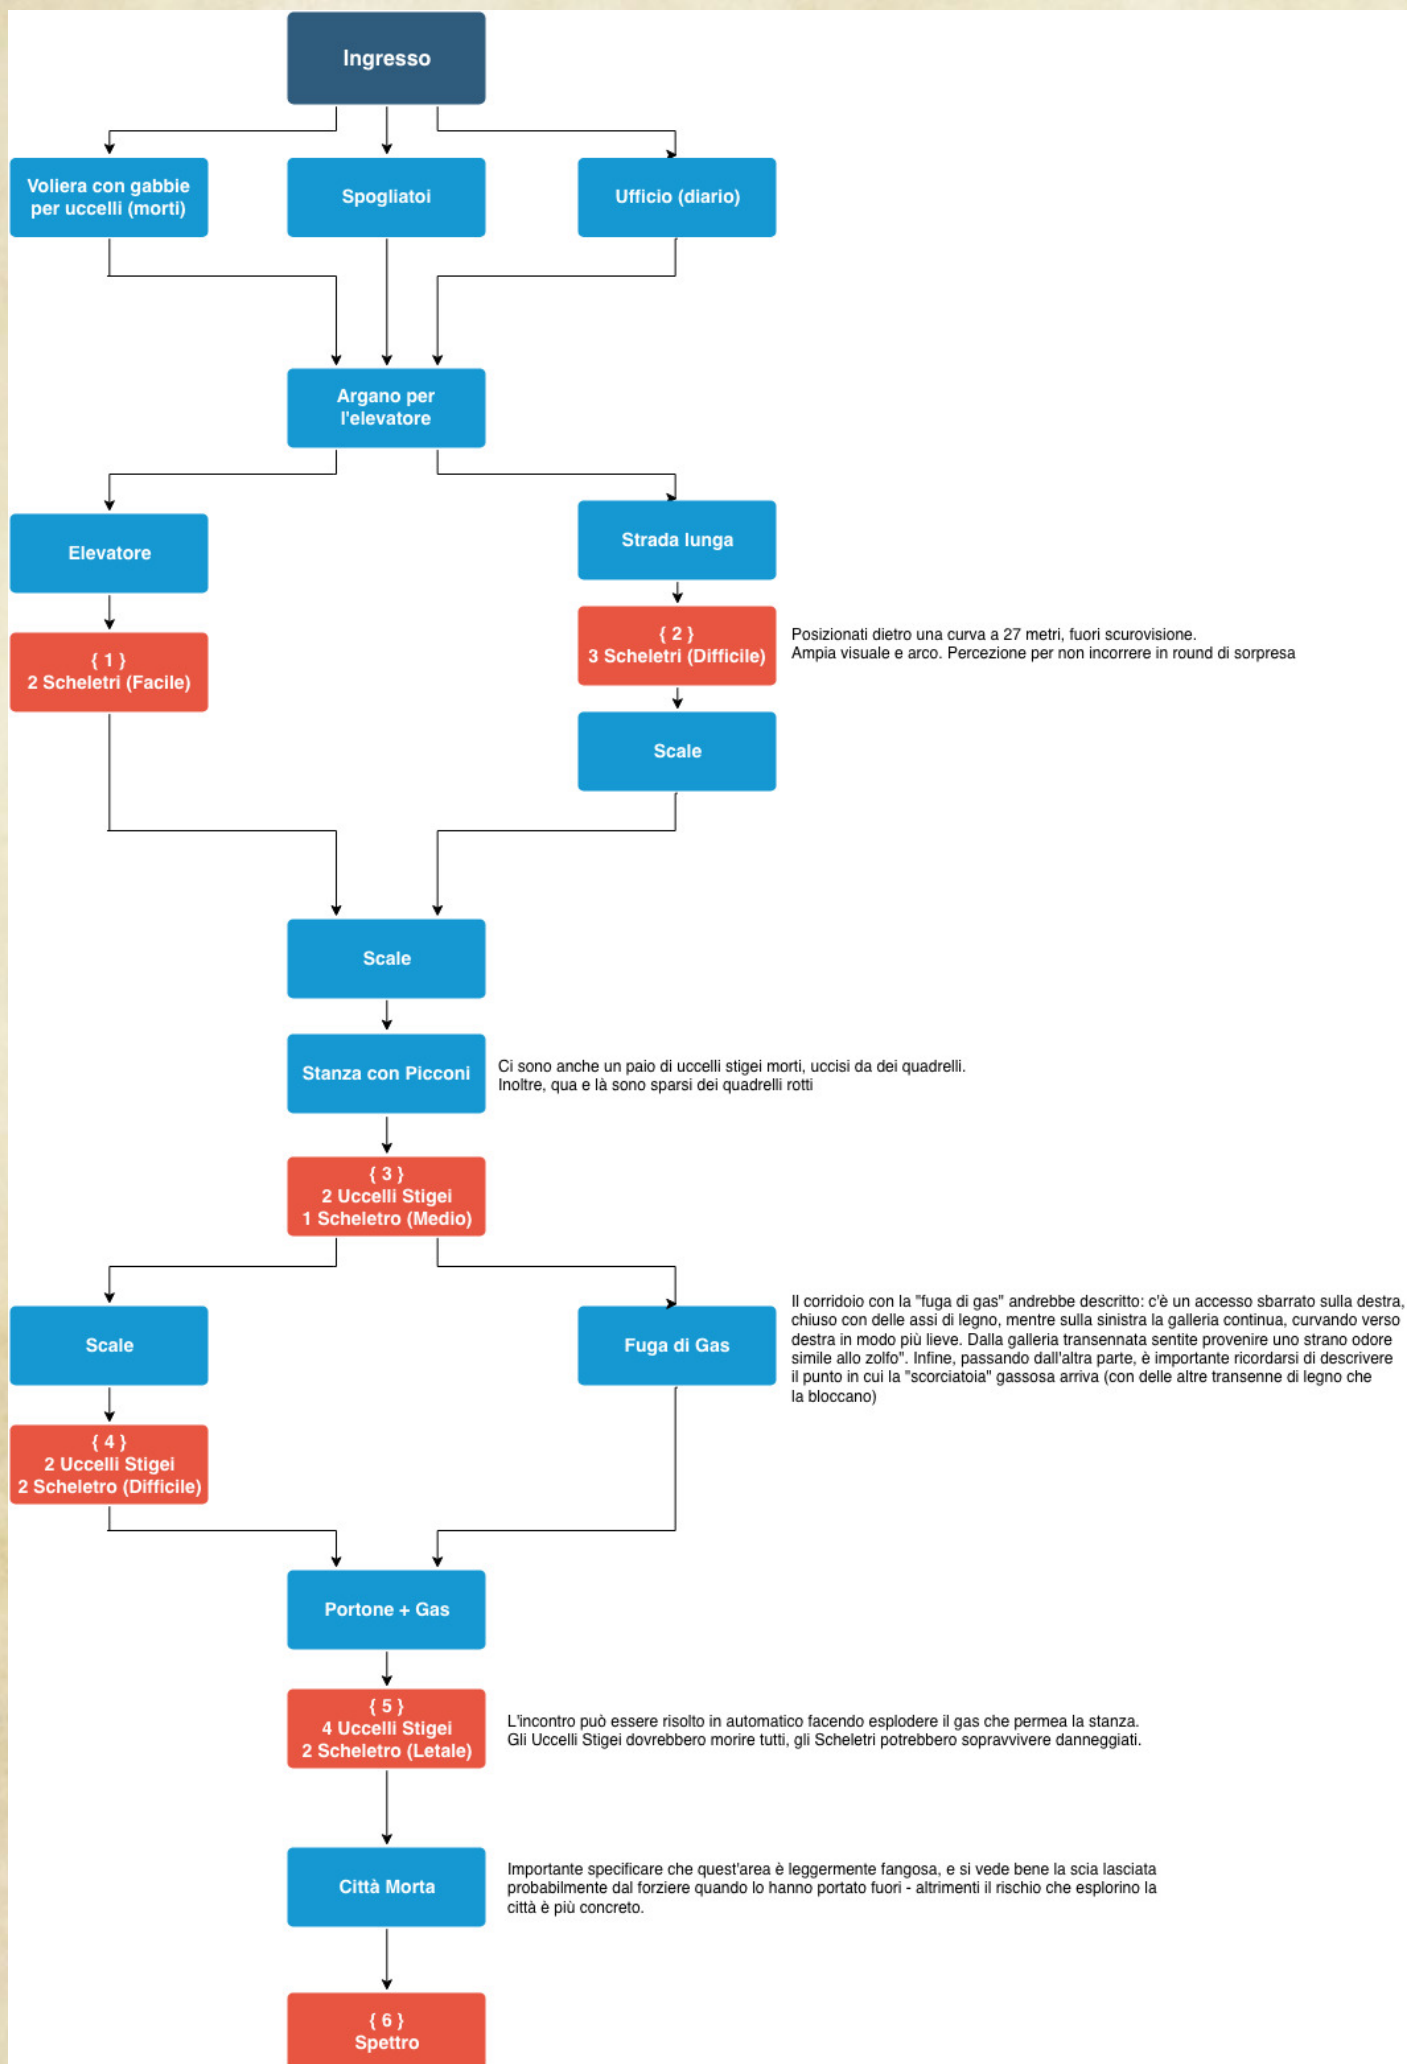 Ingresso
Voliera con gabbie
per uccelli (morti)
Spogliatoi
Ufficio (diario)
Argano per
l'elevatore
Elevatore
Strada lunga
{ 1 }
2 Scheletri (Facile)
{ 2 }
3 Scheletri (Difficile)
Posizionati dietro una curva a 27 metri, fuori scurovisione.
Ampia visuale e arco. Percezione per non incorrere in round di sorpresa
Scale
Scale
Stanza con Picconi
Ci sono anche un paio di uccelli stigei morti, uccisi da dei quadrelli.
Inoltre, qua e là sono sparsi dei quadrelli rotti
{ 3 }
2 Uccelli Stigei
1 Scheletro (Medio)
Scale
Fuga di Gas
Il corridoio con la "fuga di gas" andrebbe descritto: c'è un accesso sbarrato sulla destra,
chiuso con delle assi di legno, mentre sulla sinistra la galleria continua, curvando verso
destra in modo più lieve. Dalla galleria transennata sentite provenire uno strano odore
simile allo zolfo". Infine, passando dall'altra parte, è importante ricordarsi di descrivere
il punto in cui la "scorciatoia" gassosa arriva (con delle altre transenne di legno che
la bloccano)
{ 4 }
2 Uccelli Stigei
2 Scheletro (Difficile)
Portone + Gas
{ 5 }
4 Uccelli Stigei
2 Scheletro (Letale)
L'incontro può essere risolto in automatico facendo esplodere il gas che permea la stanza.
Gli Uccelli Stigei dovrebbero morire tutti, gli Scheletri potrebbero sopravvivere danneggiati.
Città Morta
Importante specificare che quest'area è leggermente fangosa, e si vede bene la scia lasciata
probabilmente dal forziere quando lo hanno portato fuori - altrimenti il rischio che esplorino la
città è più concreto.
{ 6 }
Spettro